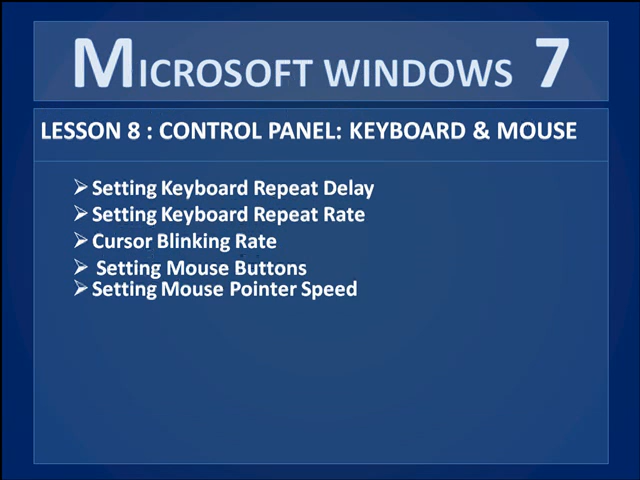 MICROSOFT WINDOWS 7
LESSON 8 : CONTROL PANEL: KEYBOARD & MOUSE
➢ Setting Keyboard Repeat Delay
➢ Setting Keyboard Repeat Rate
➢ Cursor Blinking Rate
➢ Setting Mouse Buttons
➢ Setting Mouse Pointer Speed